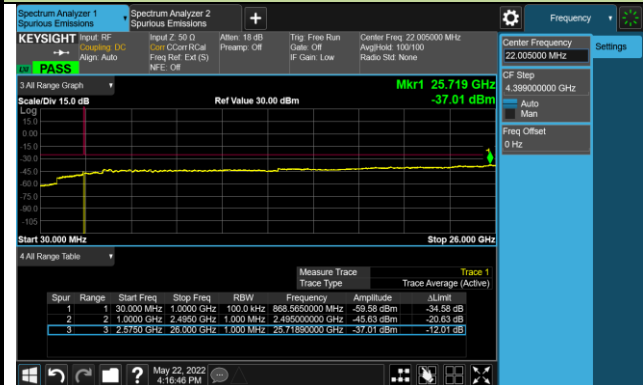 Spectrum Analyzer 1
Spurious Emissions
Spectrum Analyzer 2
Spurious Emissions
+
Frequency
KEYSIGHT
Input: RF
Coupling: DC
Align: Auto
Input Z: 50 Ω
Corr CCorr RCal
Freq Ref: Ext (S)
NFE: Off
Atten: 18 dB
Preamp: Off
Trig: Free Run
Gate: Off
IF Gain: Low
Center Freq: 22.005000 MHz
Avg|Hold: 100/100
Radio Std: None
PASS
Center Frequency
22.005000 MHz
Settings
CF Step
4.399000000 GHz
Auto
Man
Freq Offset
0 Hz
3 All Range Graph
Mkr1 25.719 GHz
Scale/Div 15.0 dB
Ref Value 30.00 dBm
-37.01 dBm
Log
15.0
0.00
-15.0
-30.0
-45.0
-60.0
-75.0
-90.0
-105
1
Start 30.000 MHz
Stop 26.000 GHz
4 All Range Table
Measure Trace Trace 1
Trace Type Trace Average (Active)
Spur Range Start Freq Stop Freq RBW Frequency Amplitude ΔLimit
1 1 30.000 MHz 1.0000 GHz 100.0 kHz 868.5650000 MHz -59.58 dBm -34.58 dB
2 2 1.0000 GHz 2.4950 GHz 1.000 MHz 2.495000000 GHz -45.63 dBm -20.63 dB
3 3 2.5750 GHz 26.000 GHz 1.000 MHz 25.71890000 GHz -37.01 dBm -12.01 dB
?
May 22, 2022
4:16:46 PM